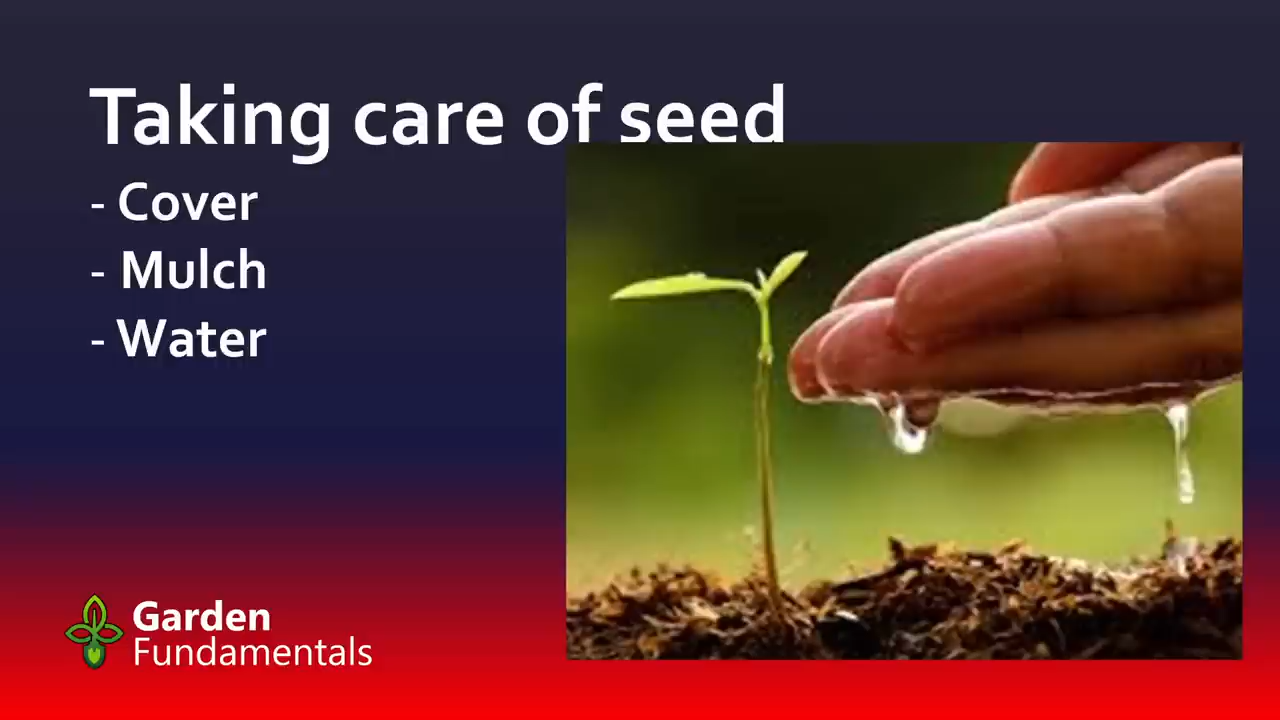 Taking care of seed
- Cover
- Mulch
- Water
Garden
Fundamentals